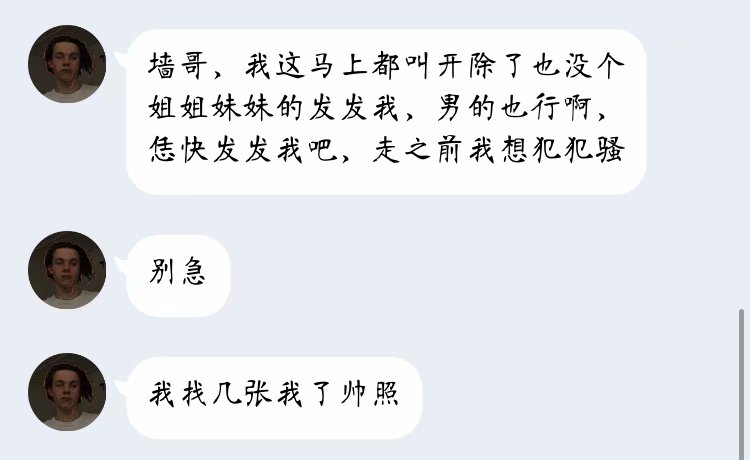 墙哥，我这马上都叫开除了也没个
姐姐妹妹的发发我，男的也行啊，
恁快发发我吧，走之前我想犯犯骚
别急
我找几张我了帅照